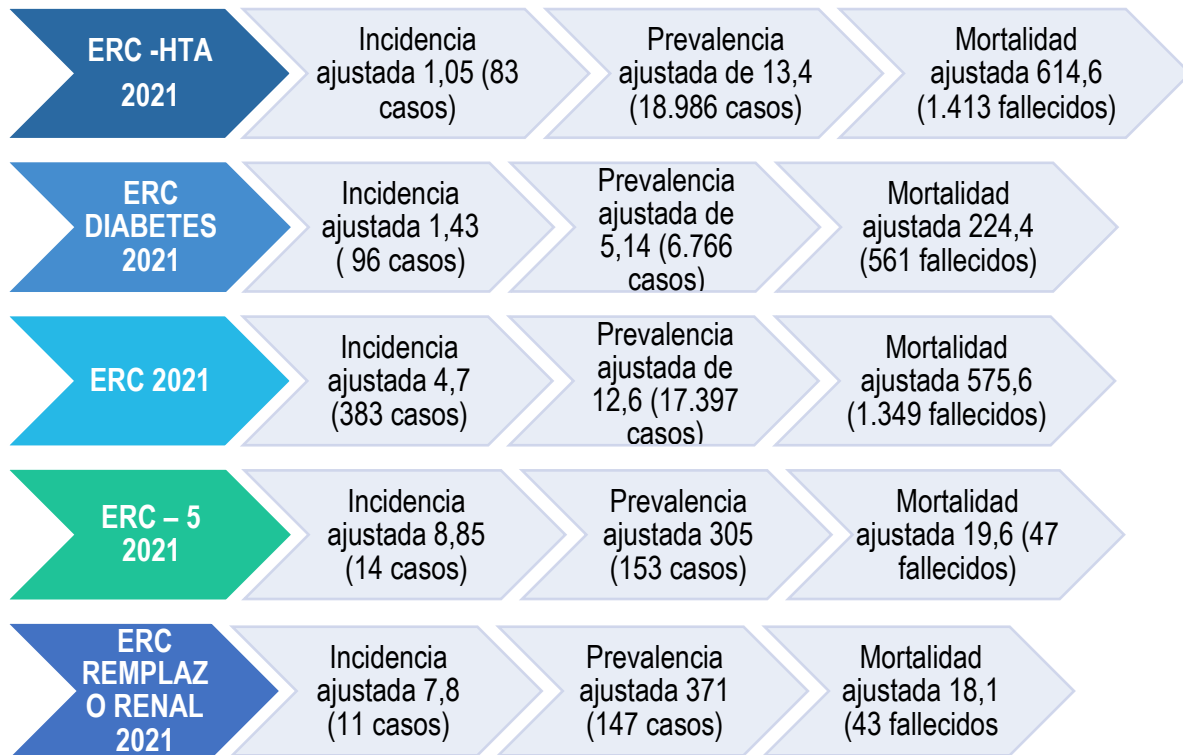 ERC -HTA
2021
Incidencia
ajustada 1,05 (83
casos)
Prevalencia
ajustada de 13,4
(18.986 casos)
Mortalidad
ajustada 614,6
(1.413 fallecidos)
ERC
DIABETES
2021
Incidencia
ajustada 1,43
( 96 casos)
Prevalencia
ajustada de
5,14 (6.766
casos)
Mortalidad
ajustada 224,4
(561 fallecidos)
ERC 2021
Incidencia
ajustada 4,7
(383 casos)
Prevalencia
ajustada de
12,6 (17.397
casos)
Mortalidad
ajustada 575,6
(1.349 fallecidos)
ERC – 5
2021
Incidencia
ajustada 8,85
(14 casos)
Prevalencia
ajustada 305
(153 casos)
Mortalidad
ajustada 19,6 (47
fallecidos)
ERC
REMPLAZ
O RENAL
2021
Incidencia
ajustada 7,8
(11 casos)
Prevalencia
ajustada 371
(147 casos)
Mortalidad
ajustada 18,1
(43 fallecidos